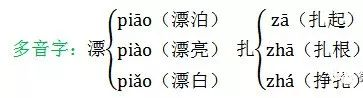 piāo（漂泊） zā（扎起）
多音字：漂 piào（漂亮） 扎 zhā（扎根）
piǎo（漂白） zhá（挣扎）